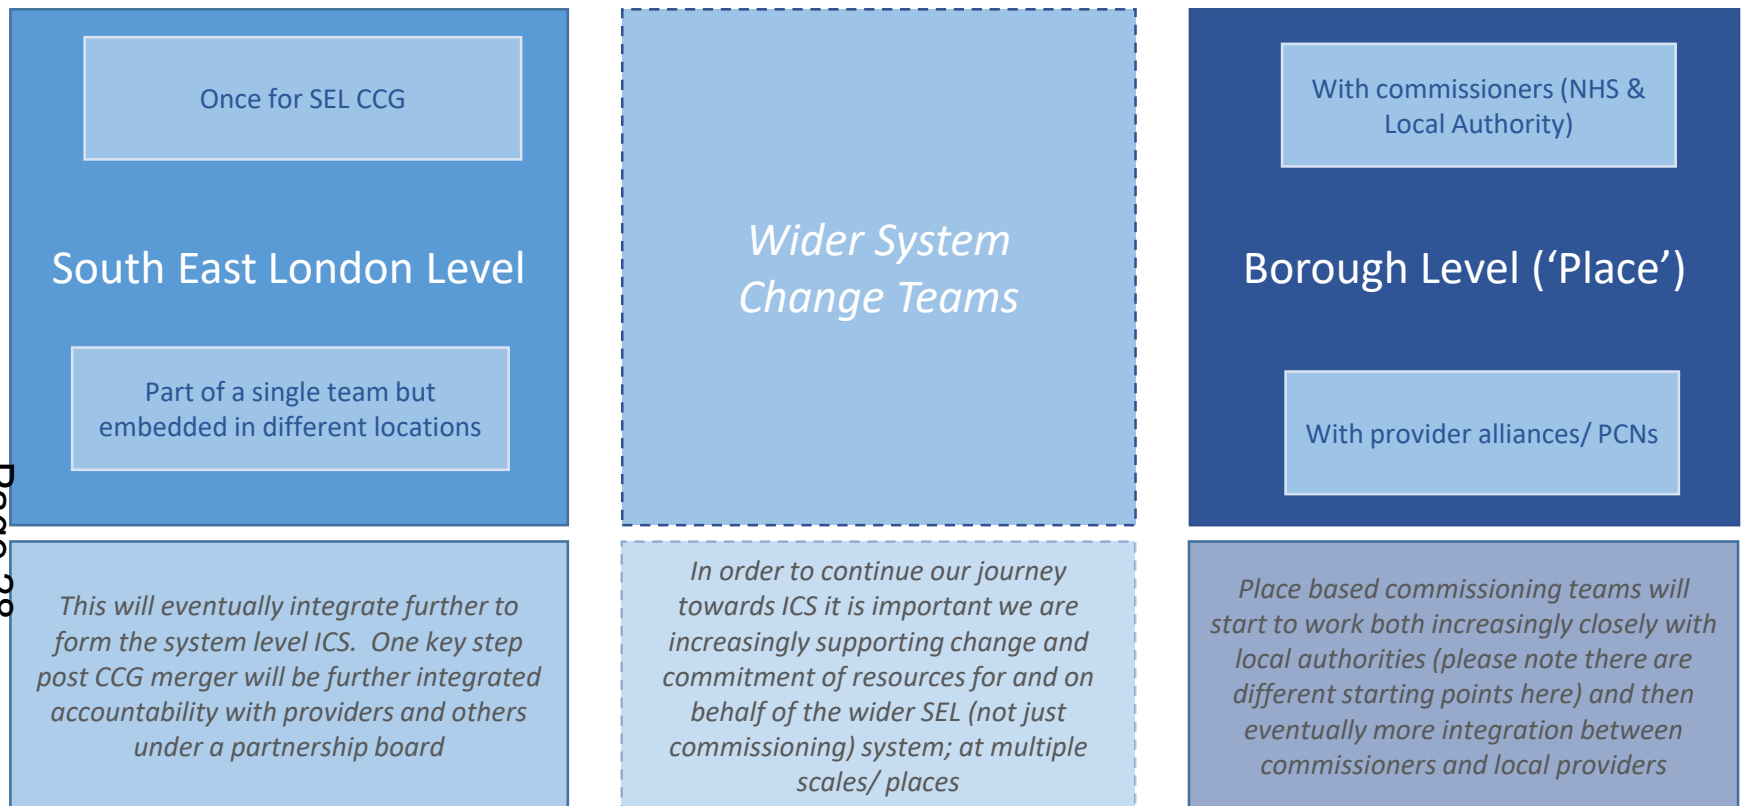 Once for SEL CCG
South East London Level
Part of a single team but
embedded in different locations
This will eventually integrate further to
form the system level ICS.  One key step
post CCG merger will be further integrated
accountability with providers and others
under a partnership board
Wider System
Change Teams
In order to continue our journey
towards ICS it is important we are
increasingly supporting change and
commitment of resources for and on
behalf of the wider SEL (not just
commissioning) system; at multiple
scales/ places
With commissioners (NHS &
Local Authority)
Borough Level (‘Place’)
With provider alliances/ PCNs
Place based commissioning teams will
start to work both increasingly closely with
local authorities (please note there are
different starting points here) and then
eventually more integration between
commissioners and local providers
Page 28